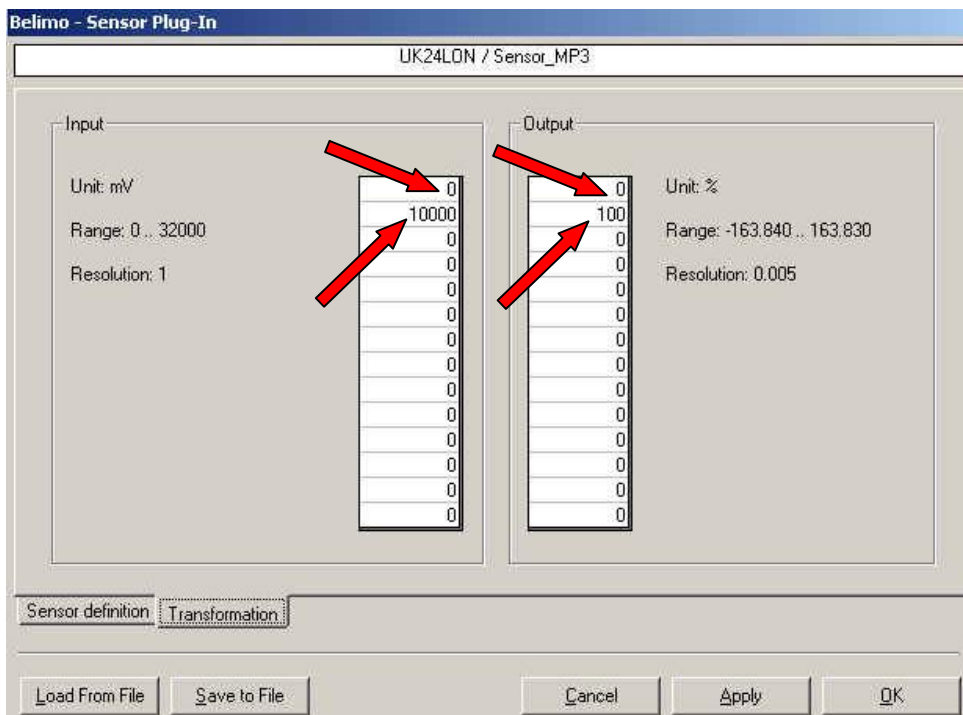 Belimo - Sensor Plug-In
UK24LON / Sensor_MP3
Input
Unit: mV
Range: 0 .. 32000
Resolution: 1
0
10000
0
0
0
0
0
0
0
0
0
0
0
0
Output
0
100
0
0
0
0
0
0
0
0
0
0
0
0
Unit: %
Range: -163.840 .. 163.830
Resolution: 0.005
Sensor definition
Transformation
Load From File
Save to File
Cancel
Apply
OK